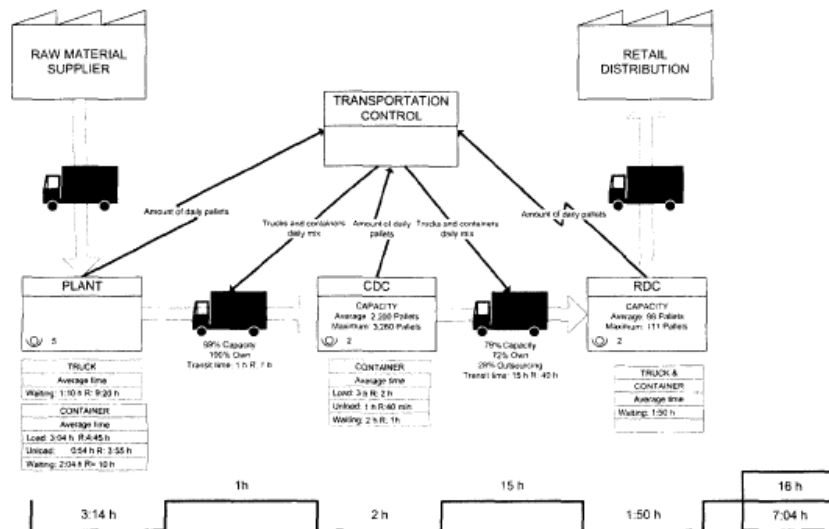 RAW MATERIAL
SUPPLIER
RETAIL
DISTRIBUTION
TRANSPORTATION
CONTROL
Amount of daily pallets
Trucks and containers
daily mix
Amount of daily
pallets
Trucks and containers
daily mix
Amount of daily pallets
PLANT
5
CDC
CAPACITY
Average: 2,200 Pallets
Maximum: 3,260 Pallets
2
RDC
CAPACITY
Average: 98 Pallets
Maximum: 111 Pallets
2
98% Capacity
100% Own
Transit time: 1 h R: 1 h
79% Capacity
72% Own
28% Outsourcing
Transit time: 15 h R: 40 h
TRUCK
Average time
Waiting: 1:10 h R: 9:20 h
CONTAINER
Average time
Load: 3:04 h R:4:45 h
Unload: 0:54 h R: 3:55 h
Waiting: 2:04 h R= 10 h
CONTAINER
Average time
Load: 3 h R: 2 h
Unload: 1 h R:40 min
Waiting: 2 h R: 1h
TRUCK &
CONTAINER
Average time
Waiting: 1:50 h
1h
15 h
16 h
3:14 h
2 h
1:50 h
7:04 h